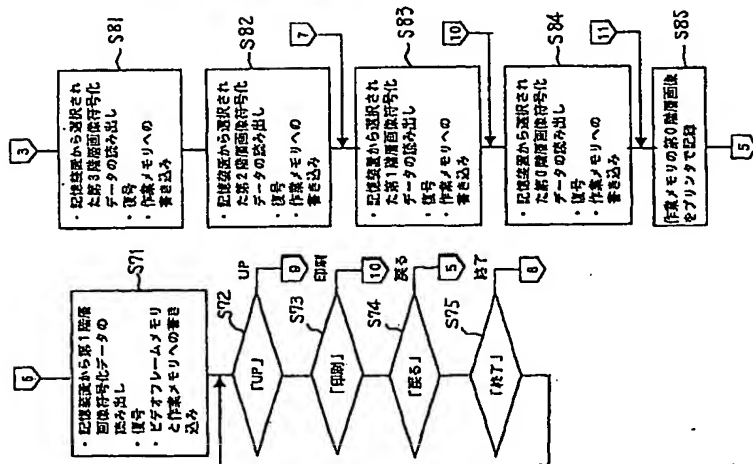 6
・記憶装置から第1階層
画像符号化データの
読み出し
・復号
・ビデオフレームメモリ
と作業メモリへの書き
込み
S71
「UP」
S72
UP
9
「印刷」
S73
印刷
10
「戻る」
S74
戻る
5
「終了」
S75
終了
8
3
・記憶装置から選択され
た第3階層画像符号化
データの読み出し
・復号
・作業メモリへの
書き込み
S81
・記憶装置から選択され
た第2階層画像符号化
データの読み出し
・復号
・作業メモリへの
書き込み
S82
7
・記憶装置から選択され
た第1階層画像符号化
データの読み出し
・復号
・作業メモリへの
書き込み
S83
10
・記憶装置から選択され
た第0階層画像符号化
データの読み出し
・復号
・作業メモリへの
書き込み
S84
11
作業メモリの第0階層画像
をプリンタで記録
S85
5